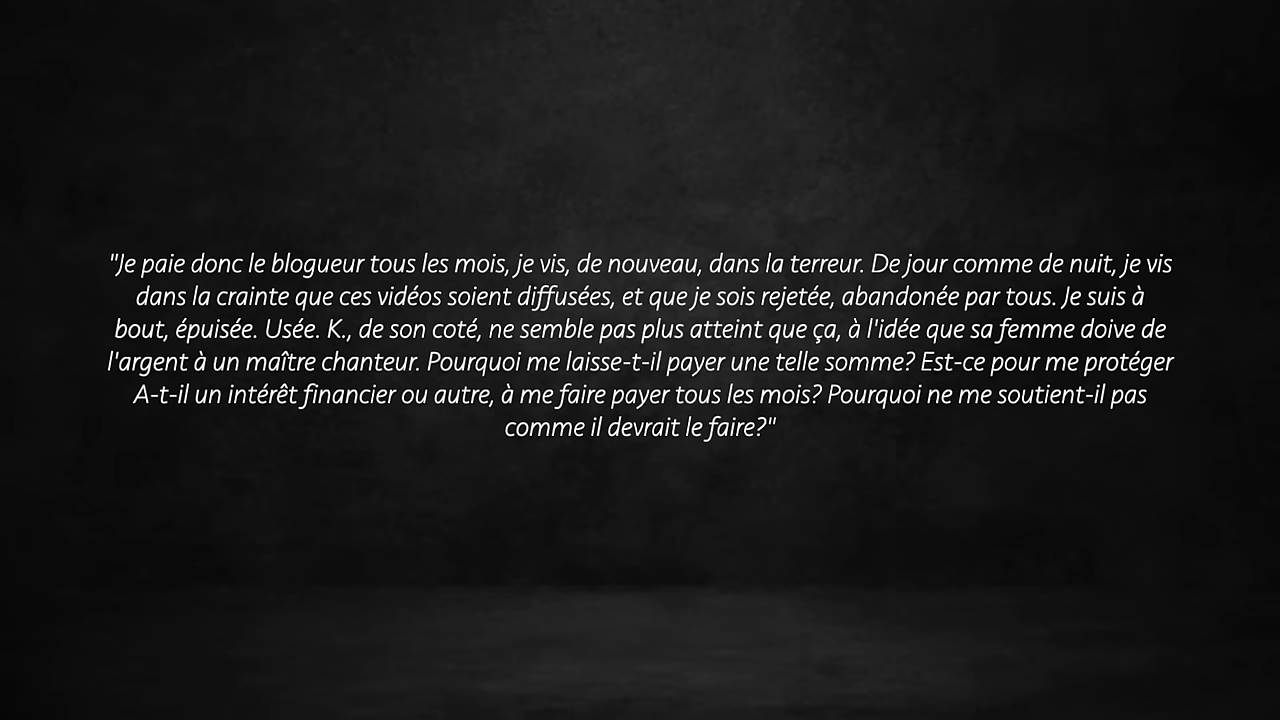 "Je paie donc le blogueur tous les mois, je vis, de nouveau, dans la terreur. De jour comme de nuit, je vis
dans la crainte que ces vidéos soient diffusées, et que je sois rejetée, abandonée par tous. Je suis à
bout, épuisée. Usée. K., de son coté, ne semble pas plus atteint que ça, à l'idée que sa femme doive de
l'argent à un maître chanteur. Pourquoi me laisse-t-il payer une telle somme? Est-ce pour me protéger
A-t-il un intérêt financier ou autre, à me faire payer tous les mois? Pourquoi ne me soutient-il pas
comme il devrait le faire?"